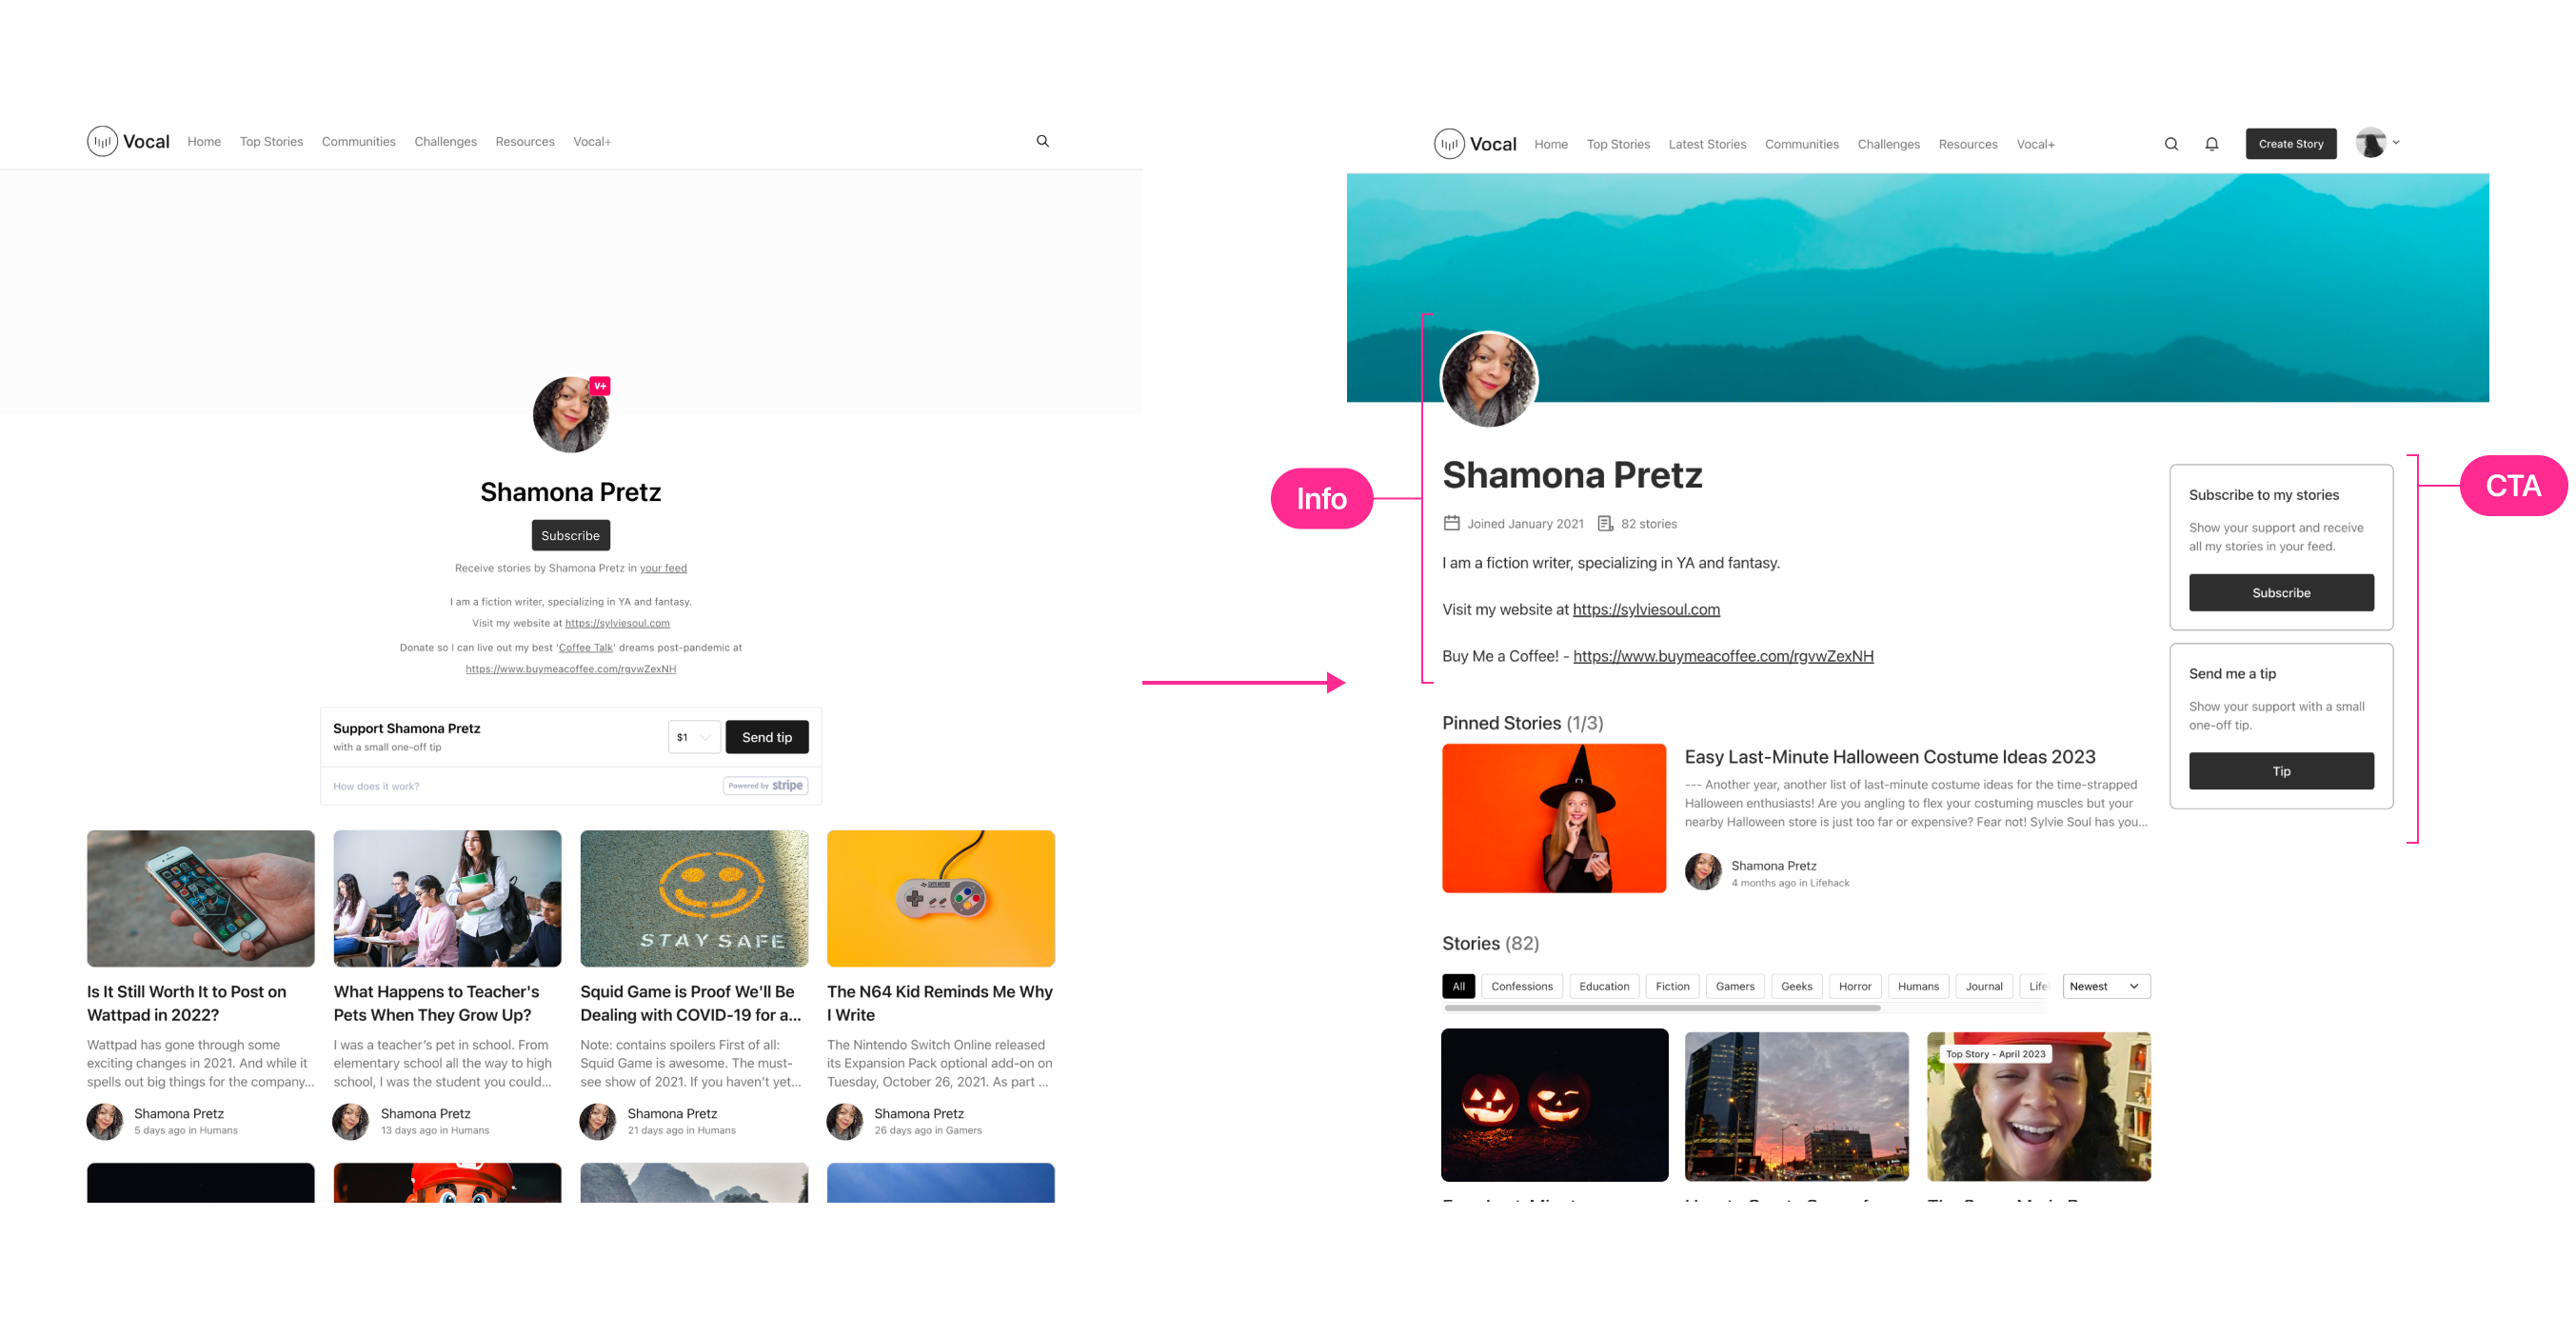 Vocal Home Top Stories Communities Challenges Resources Vocal+
V+
Shamona Pretz
Subscribe
Receive stories by Shamona Pretz in your feed
I am a fiction writer, specializing in YA and fantasy.
Visit my website at https://sylviesoul.com
Donate so I can live out my best 'Coffee Talk' dreams post-pandemic at
https://www.buymeacoffee.com/rgvwZexNH
Support Shamona Pretz
with a small one-off tip
$1
Send tip
How does it work?
Powered by stripe
STAY SAFE
Is It Still Worth It to Post on
Wattpad in 2022?
Wattpad has gone through some
exciting changes in 2021. And while it
spells out big things for the company...
Shamona Pretz
5 days ago in Humans
What Happens to Teacher's
Pets When They Grow Up?
I was a teacher's pet in school. From
elementary school all the way to high
school, I was the student you could...
Shamona Pretz
13 days ago in Humans
Squid Game is Proof We'll Be
Dealing with COVID-19 for a...
Note: contains spoilers First of all:
Squid Game is awesome. The must-
see show of 2021. If you haven't yet...
Shamona Pretz
21 days ago in Humans
The N64 Kid Reminds Me Why
I Write
The Nintendo Switch Online released
its Expansion Pack optional add-on on
Tuesday, October 26, 2021. As part ...
Shamona Pretz
26 days ago in Gamers
Vocal Home Top Stories Latest Stories Communities Challenges Resources Vocal+ Create Story
Info
Shamona Pretz
Joined January 2021 82 stories
I am a fiction writer, specializing in YA and fantasy.
Visit my website at https://sylviesoul.com
Buy Me a Coffee! - https://www.buymeacoffee.com/rgvwZexNH
CTA
Subscribe to my stories
Show your support and receive
all my stories in your feed.
Subscribe
Send me a tip
Show your support with a small
one-off tip.
Tip
Pinned Stories (1/3)
Easy Last-Minute Halloween Costume Ideas 2023
--- Another year, another list of last-minute costume ideas for the time-strapped
Halloween enthusiasts! Are you angling to flex your costuming muscles but your
nearby Halloween store is just too far or expensive? Fear not! Sylvie Soul has you...
Shamona Pretz
4 months ago in Lifehack
Stories (82)
All Confessions Education Fiction Gamers Geeks Horror Humans Journal Life Newest
Top Story - April 2023